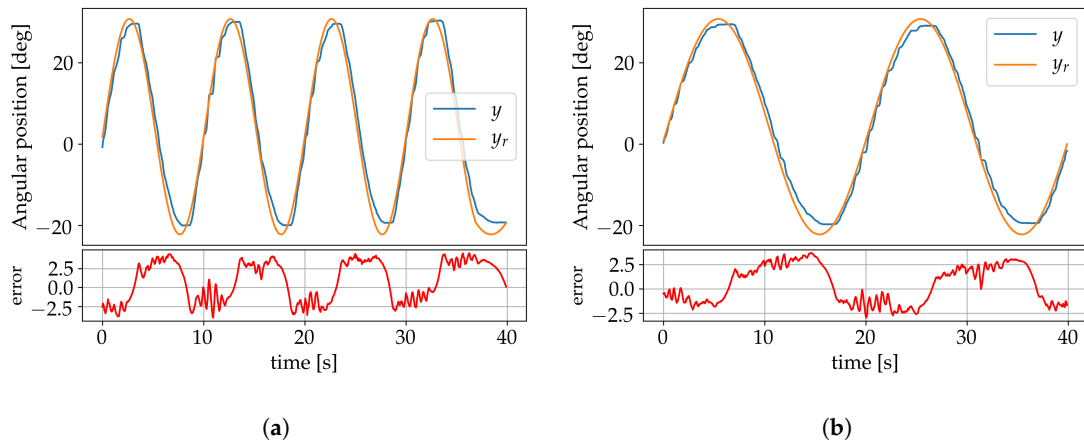 Angular position [deg]
20
0
−20
y
y_r
error
2.5
0.0
−2.5
0 10 20 30 40
time [s]
(a)
Angular position [deg]
20
0
−20
y
y_r
error
2.5
0.0
−2.5
0 10 20 30 40
time [s]
(b)